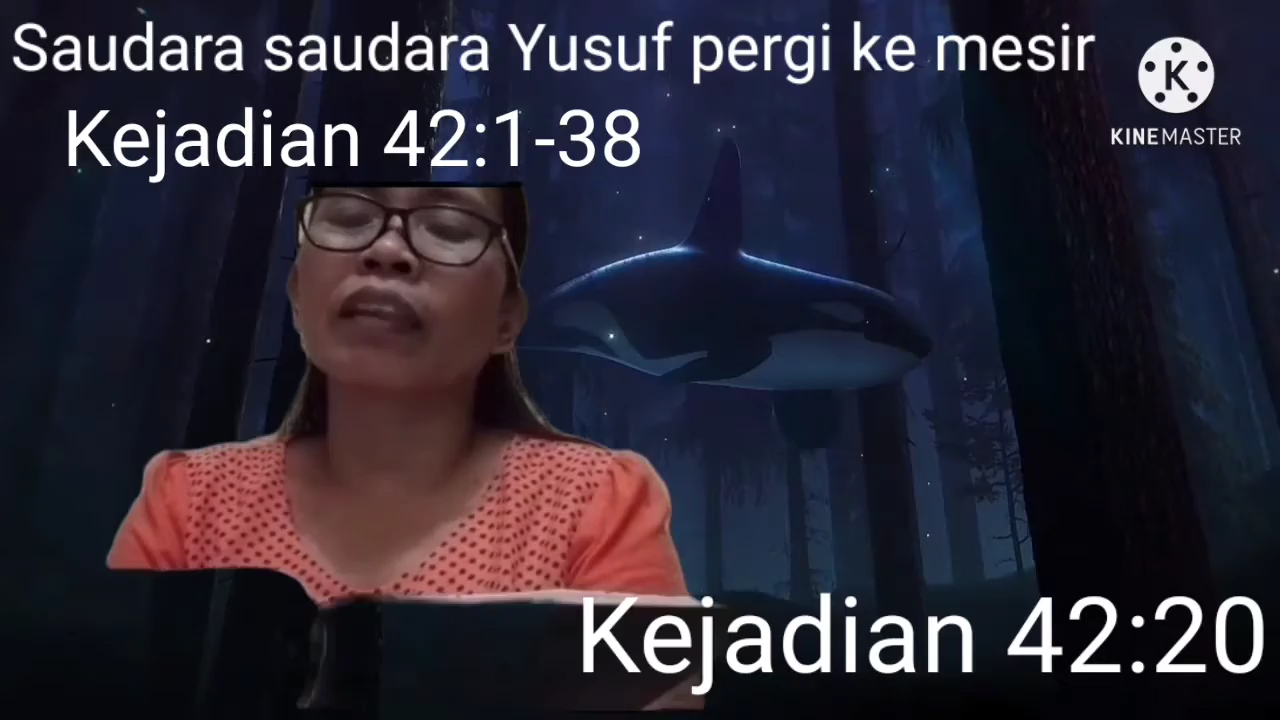 Saudara saudara Yusuf pergi ke mesir
Kejadian 42:1-38
K
KINEMASTER
Kejadian 42:20